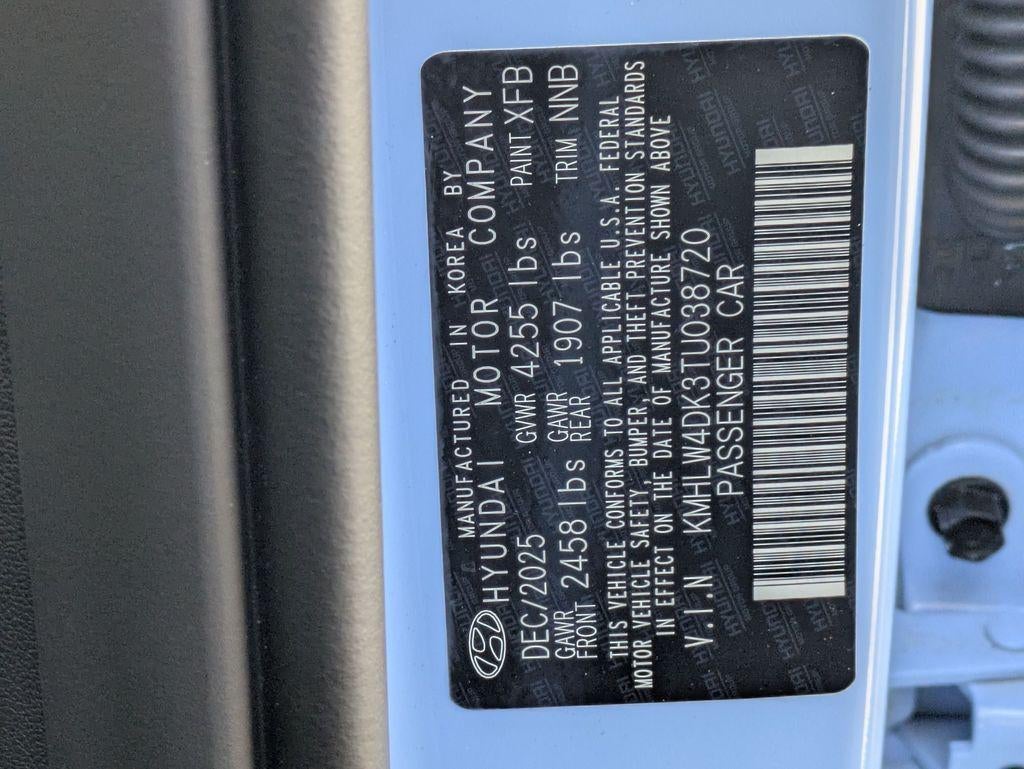 MANUFACTURED IN KOREA BY
HYUNDAI MOTOR COMPANY
DEC/2025 GVWR 4255 lbs PAINT XFB
GAWR FRONT 2458 lbs GAWR REAR 1907 lbs TRIM NNB
THIS VEHICLE CONFORMS TO ALL APPLICABLE U.S.A. FEDERAL
MOTOR VEHICLE SAFETY, BUMPER AND THEFT PREVENTION STANDARDS
IN EFFECT ON THE DATE OF MANUFACTURE SHOWN ABOVE
V.I.N KMHLW4DK3TU038720
PASSENGER CAR